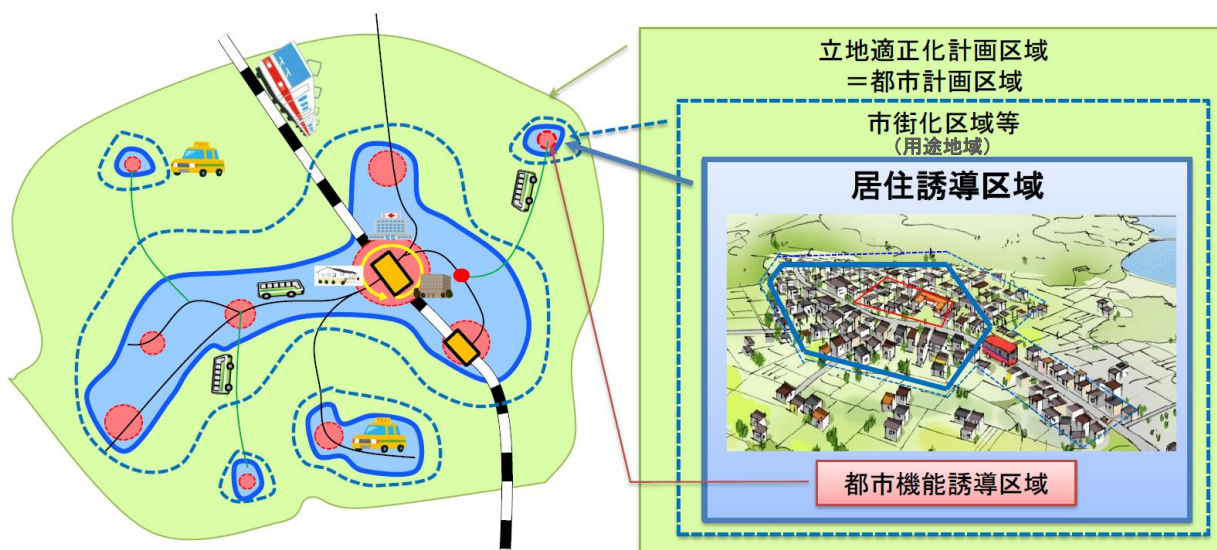 立地適正化計画区域
＝都市計画区域
市街化区域等
（用途地域）
居住誘導区域
都市機能誘導区域